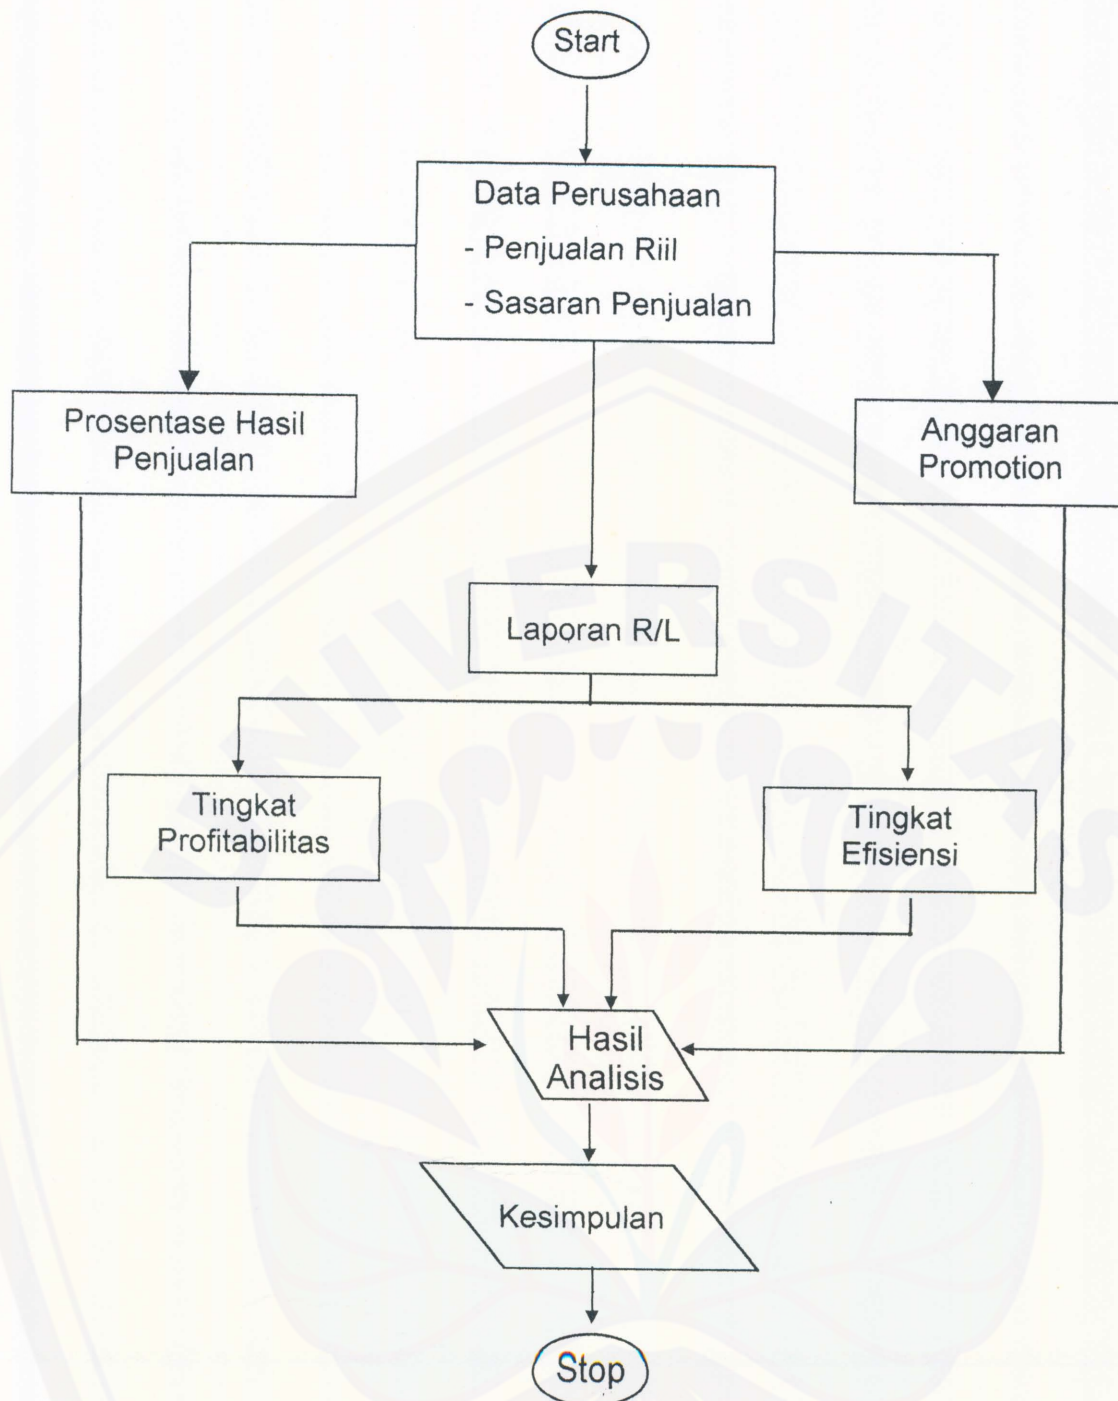 Start
Data Perusahaan
- Penjualan Riil
- Sasaran Penjualan
Prosentase Hasil
Penjualan
Anggaran
Promotion
Laporan R/L
UNIVERSITAS
Tingkat
Profitabilitas
Tingkat
Efisiensi
Hasil
Analisis
Kesimpulan
Stop